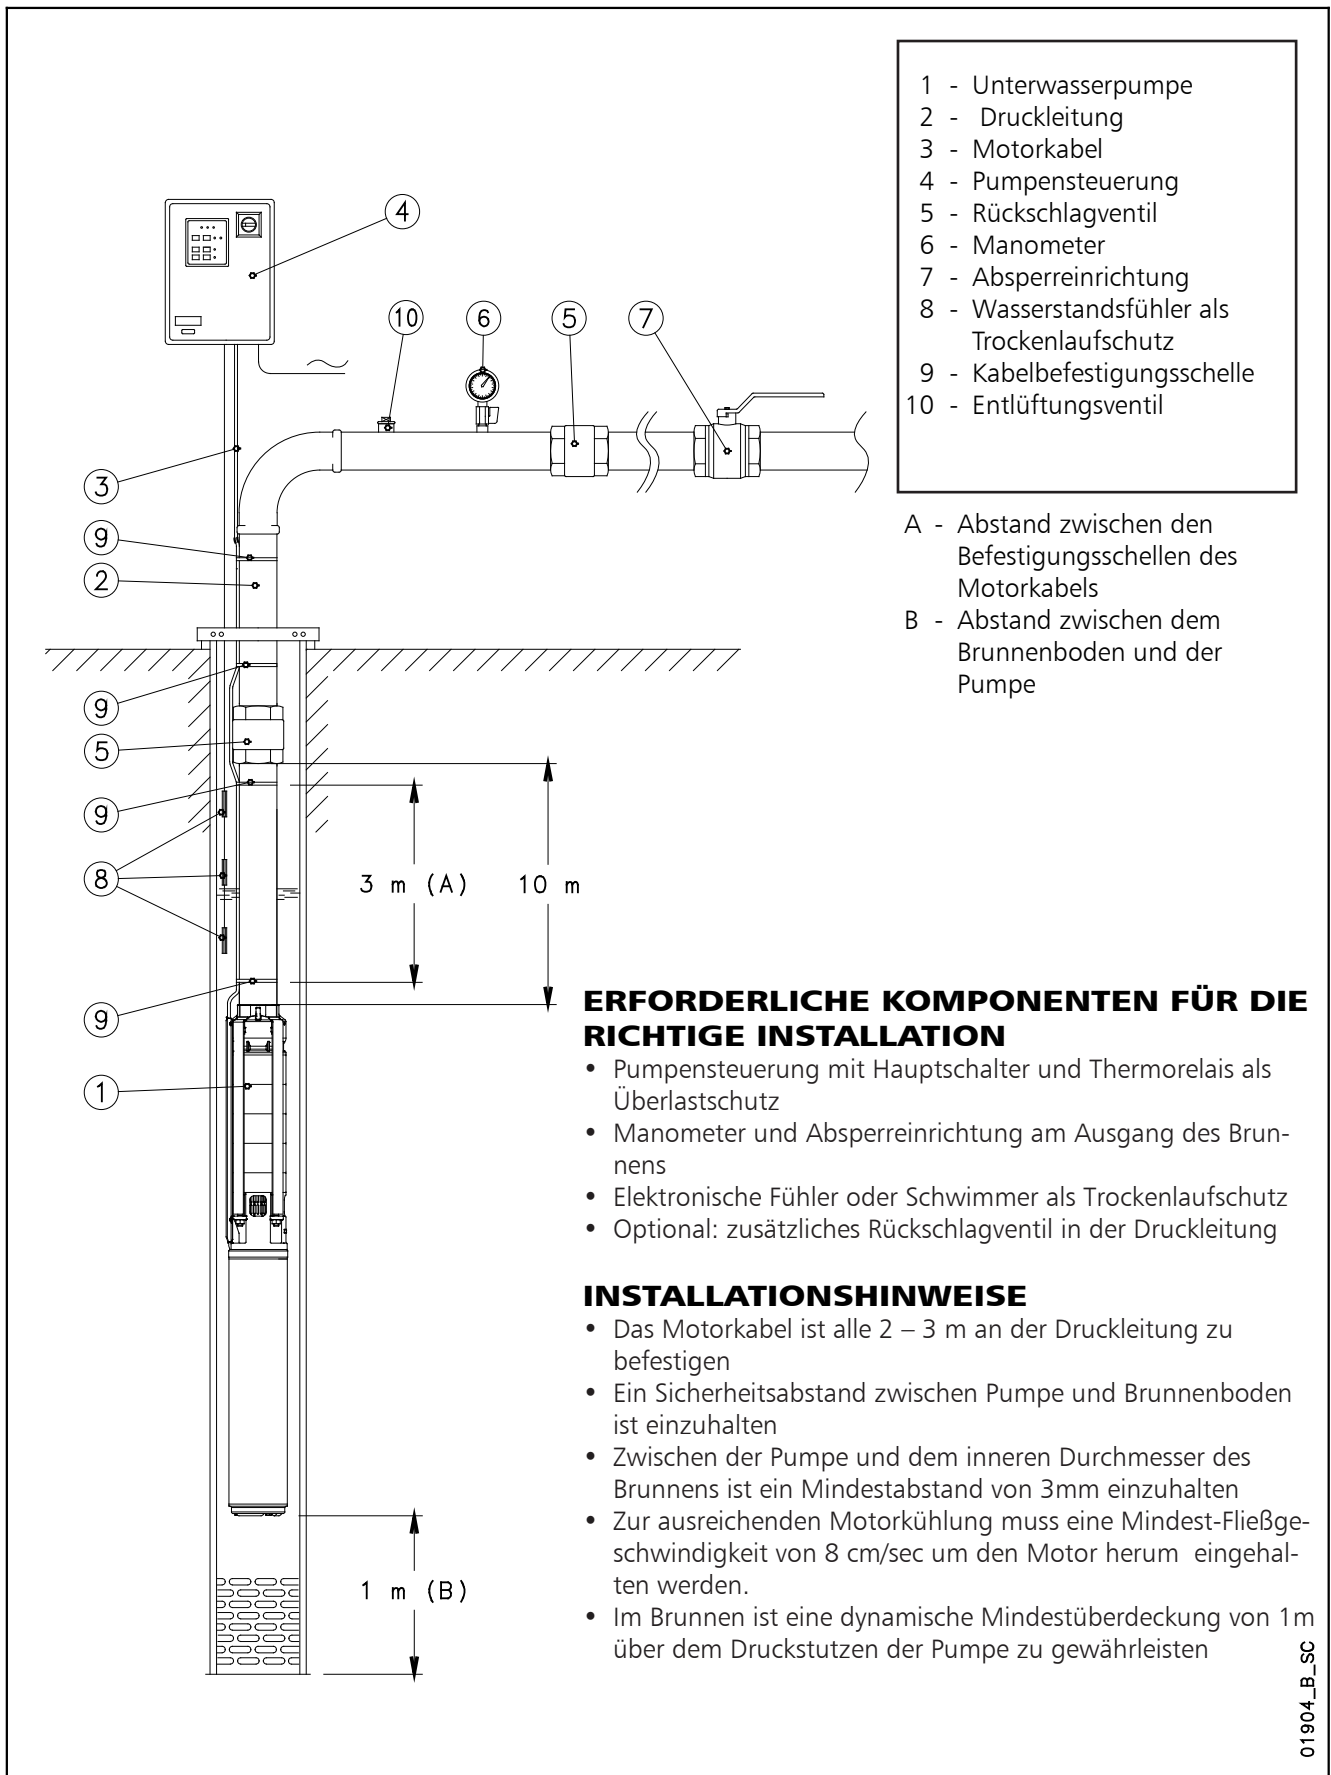 1 - Unterwasserpumpe
2 - Druckleitung
3 - Motorkabel
4 - Pumpensteuerung
5 - Rückschlagventil
6 - Manometer
7 - Absperreinrichtung
8 - Wasserstandsfühler als
Trockenlaufschutz
9 - Kabelbefestigungsschelle
10 - Entlüftungsventil
A - Abstand zwischen den
Befestigungsschellen des
Motorkabels
B - Abstand zwischen dem
Brunnenboden und der
Pumpe
4
10 6 5 7
3
9
2
9
5
9
8
3 m (A) 10 m
9
1
1 m (B)
ERFORDERLICHE KOMPONENTEN FÜR DIE
RICHTIGE INSTALLATION
• Pumpensteuerung mit Hauptschalter und Thermorelais als
Überlastschutz
• Manometer und Absperreinrichtung am Ausgang des Brun-
nens
• Elektronische Fühler oder Schwimmer als Trockenlaufschutz
• Optional: zusätzliches Rückschlagventil in der Druckleitung
INSTALLATIONSHINWEISE
• Das Motorkabel ist alle 2 – 3 m an der Druckleitung zu
befestigen
• Ein Sicherheitsabstand zwischen Pumpe und Brunnenboden
ist einzuhalten
• Zwischen der Pumpe und dem inneren Durchmesser des
Brunnens ist ein Mindestabstand von 3mm einzuhalten
• Zur ausreichenden Motorkühlung muss eine Mindest-Fließge-
schwindigkeit von 8 cm/sec um den Motor herum eingehal-
ten werden.
• Im Brunnen ist eine dynamische Mindestüberdeckung von 1m
über dem Druckstutzen der Pumpe zu gewährleisten
01904_B_SC